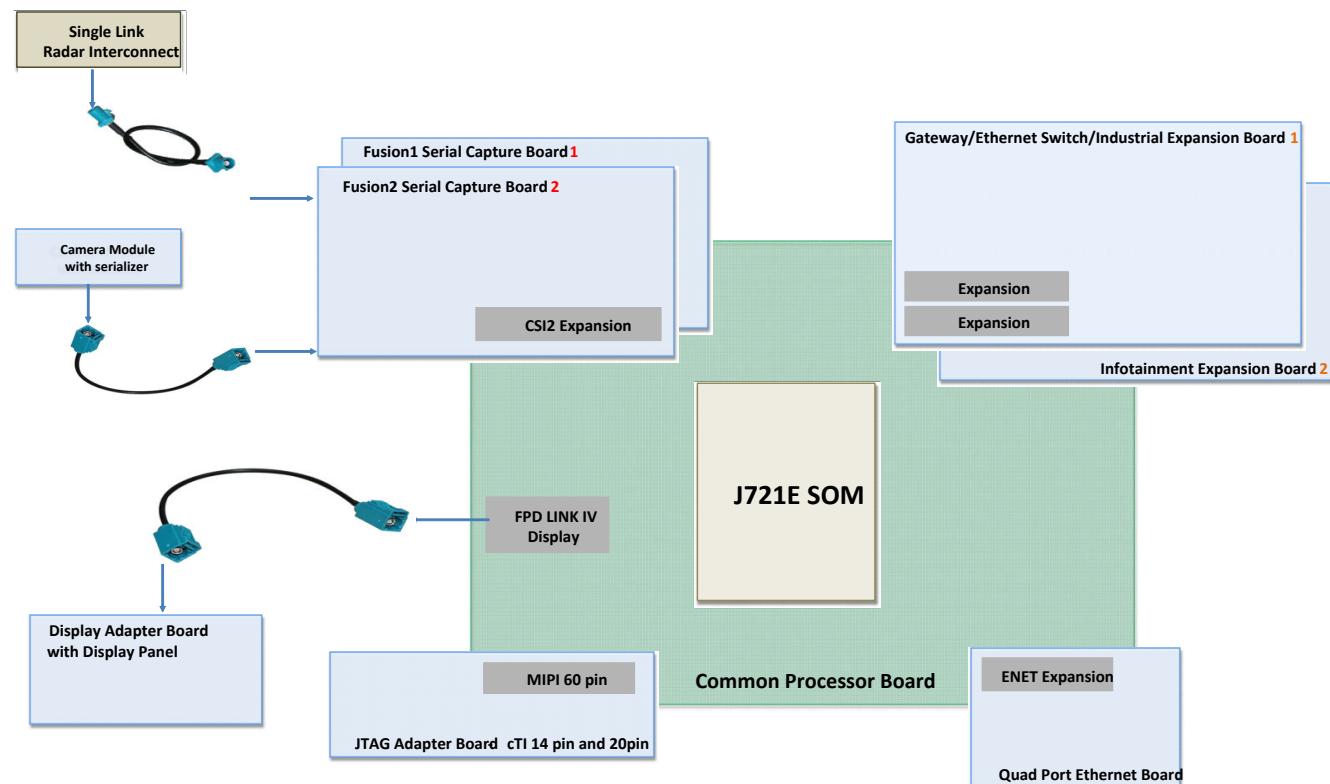 Single Link
Radar Interconnect
Fusion1 Serial Capture Board 1
Fusion2 Serial Capture Board 2
Gateway/Ethernet Switch/Industrial Expansion Board 1
Camera Module
with serializer
CSI2 Expansion
Expansion
Expansion
Infotainment Expansion Board 2
J721E SOM
FPD LINK IV
Display
Display Adapter Board
with Display Panel
MIPI 60 pin
Common Processor Board
ENET Expansion
JTAG Adapter Board- cTI 14 pin and 20pin
Quad Port Ethernet Board